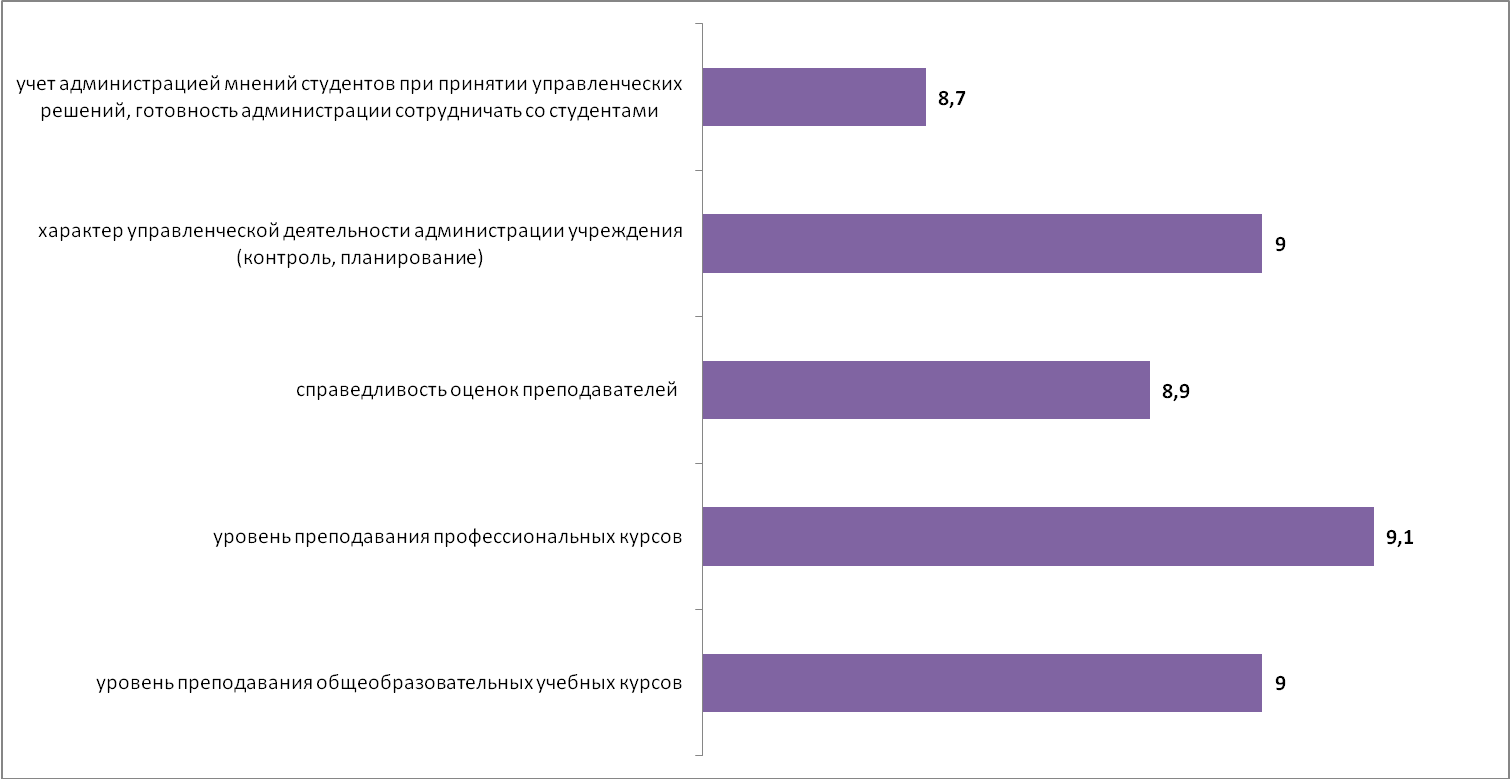 учет администрацией мнений студентов при принятии управленческих
решений, готовность администрации сотрудничать со студентами
8,7
характер управленческой деятельности администрации учреждения
(контроль, планирование)
9
справедливость оценок преподавателей
8,9
уровень преподавания профессиональных курсов
9,1
уровень преподавания общеобразовательных учебных курсов
9